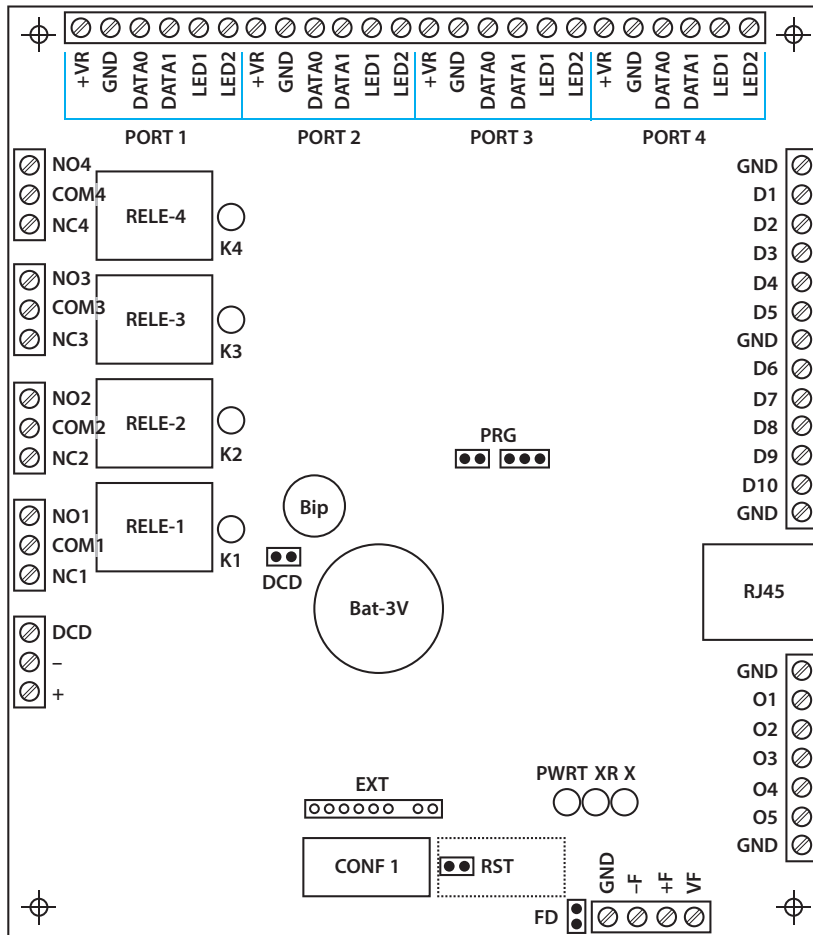 +VR GND DATA0 DATA1 LED1 LED2 +VR GND DATA0 DATA1 LED1 LED2 +VR GND DATA0 DATA1 LED1 LED2 +VR GND DATA0 DATA1 LED1 LED2
PORT 1 PORT 2 PORT 3 PORT 4
NO4
COM4
NC4
RELE-4
K4
NO3
COM3
NC3
RELE-3
K3
NO2
COM2
NC2
RELE-2
K2
NO1
COM1
NC1
RELE-1
K1
DCD
–
+
Bip
DCD
Bat-3V
PRG
GND
D1
D2
D3
D4
D5
GND
D6
D7
D8
D9
D10
GND
RJ45
GND
O1
O2
O3
O4
O5
GND
PWRT XR X
EXT
CONF 1
RST
FD
GND –F +F VF